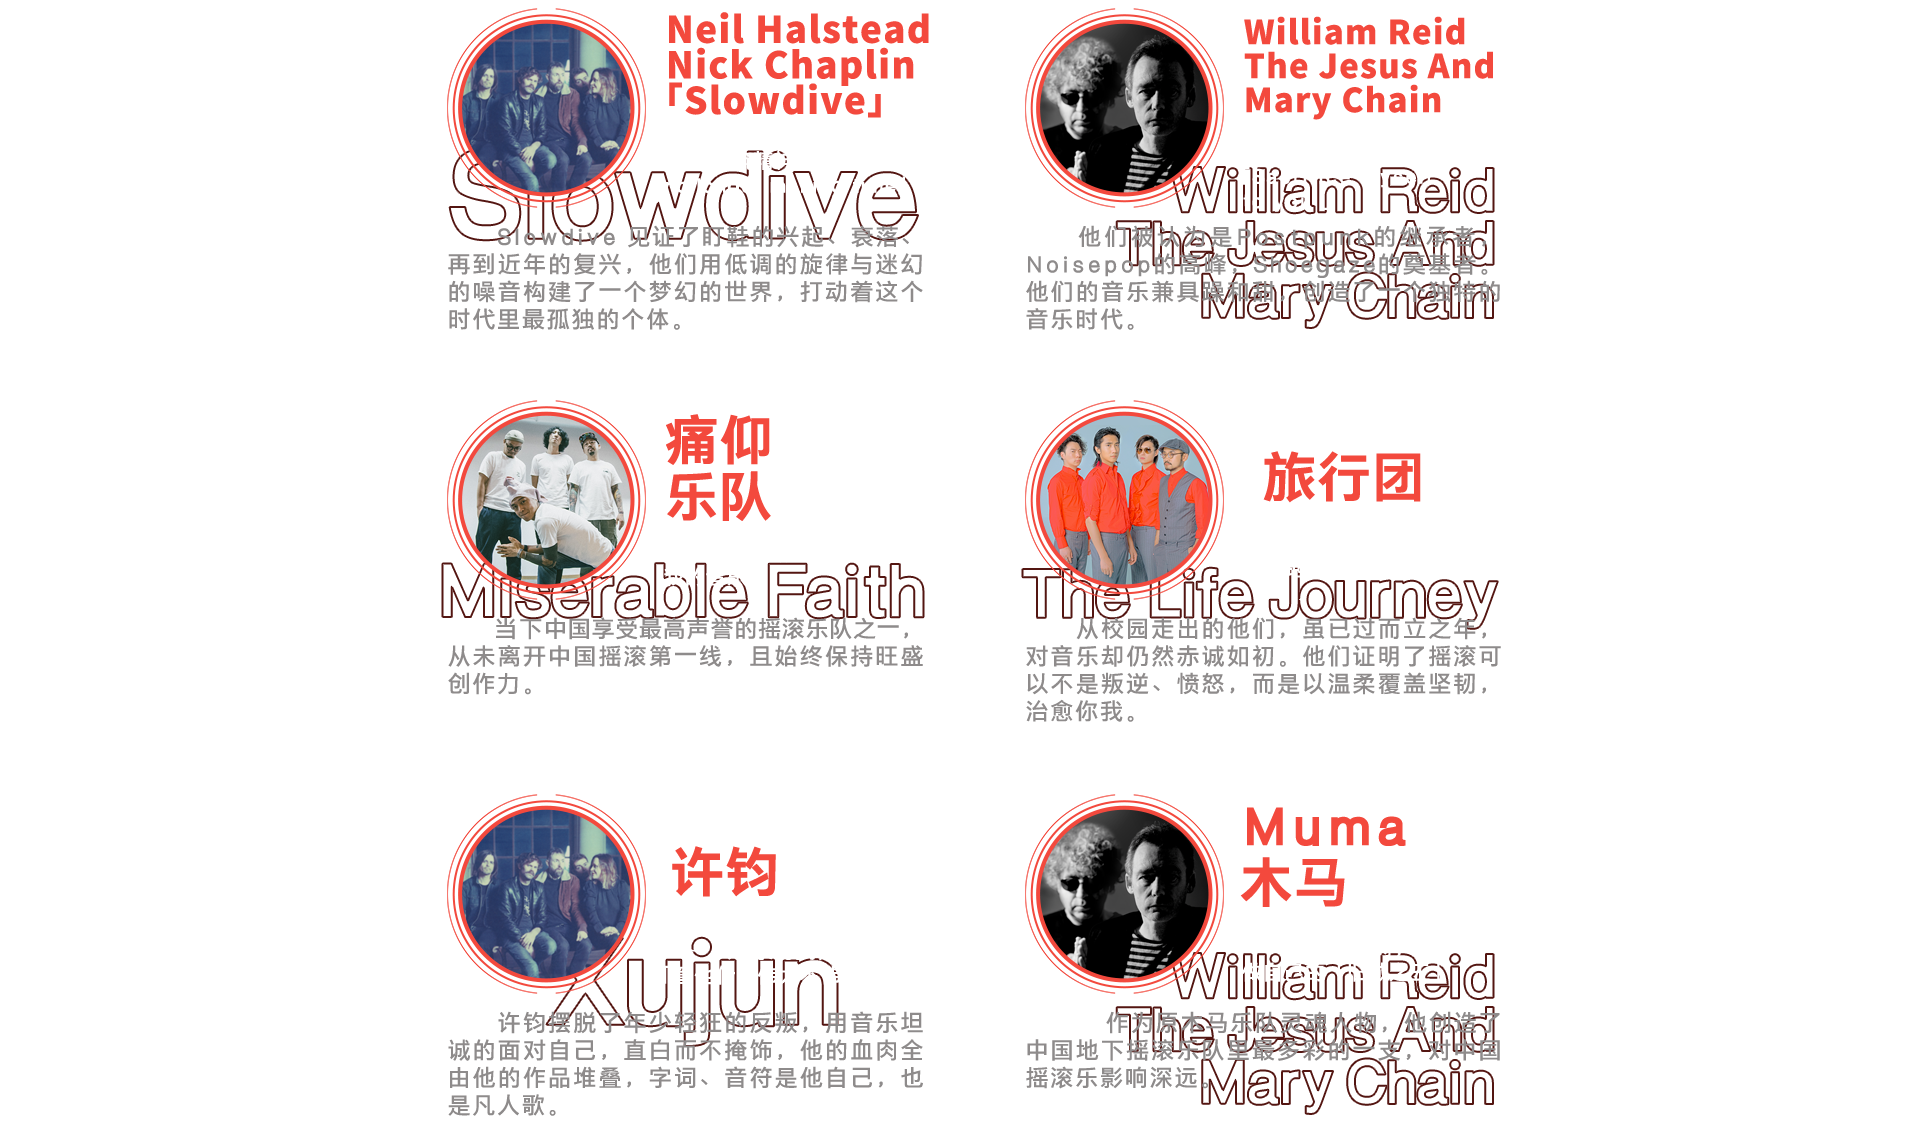 Neil Halstead
Nick Chaplin
「Slowdive」
Slowdive
Slowdive 见证了盯鞋的兴起、衰落、
再到近年的复兴，他们用低调的旋律与迷幻
的噪音构建了一个梦幻的世界，打动着这个
时代里最孤独的个体。
William Reid
The Jesus And
Mary Chain
William Reid
The Jesus And
Mary Chain
他们被认为是Postpunk的继承者，
Noisepop的高峰，Shoegaze的奠基者。
他们的音乐兼具躁和甜，创造了一个独特的
音乐时代。
痛仰
乐队
Miserable Faith
当下中国享受最高声誉的摇滚乐队之一，
从未离开中国摇滚第一线，且始终保持旺盛
创作力。
旅行团
The Life Journey
从校园走出的他们，虽已过而立之年，
对音乐却仍然赤诚如初。他们证明了摇滚可
以不是叛逆、愤怒，而是以温柔覆盖坚韧，
治愈你我。
许钧
Xujun
许钧摆脱了年少轻狂的反叛，用音乐坦
诚的面对自己，直白而不掩饰，他的血肉全
由他的作品堆叠，字词、音符是他自己，也
是凡人歌。
Muma
木马
William Reid
The Jesus And
Mary Chain
作为原木马乐队灵魂人物，他创造了
中国地下摇滚乐队里最多彩的一支，对中国
摇滚乐影响深远。